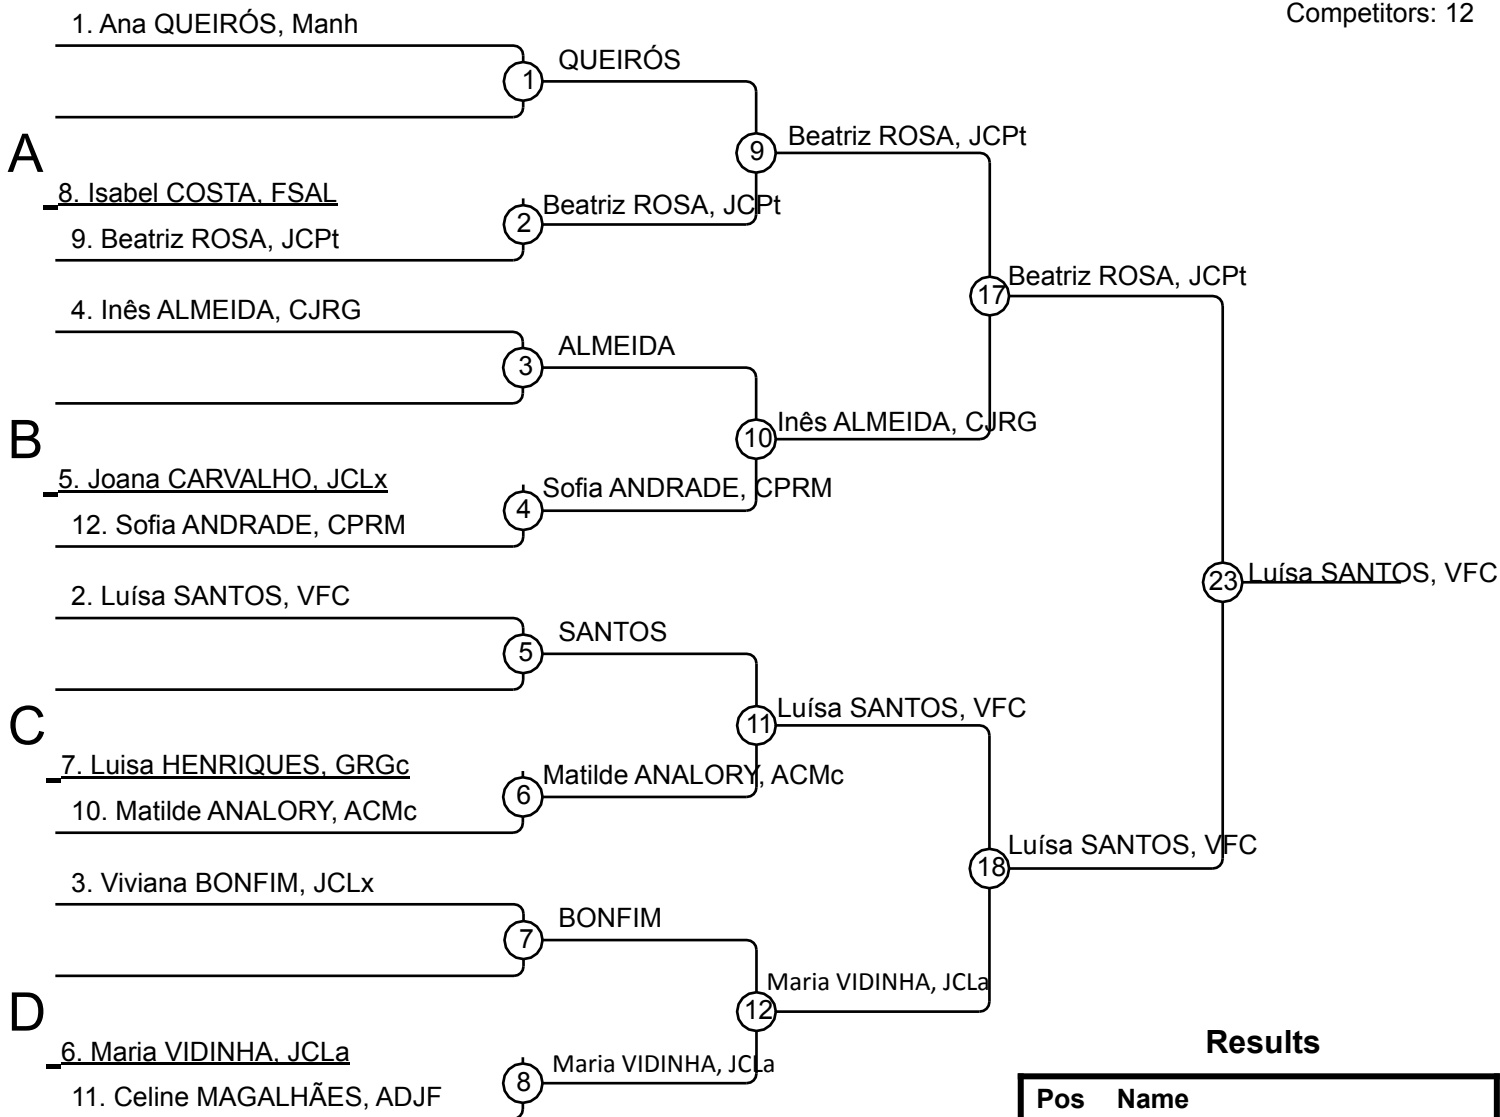 Competitors: 12
1. Ana QUEIRÓS, Manh
QUEIRÓS
1
Beatriz ROSA, JCPt
9
A
8. Isabel COSTA, FSAL
Beatriz ROSA, JCPt
2
9. Beatriz ROSA, JCPt
Beatriz ROSA, JCPt
17
4. Inês ALMEIDA, CJRG
ALMEIDA
3
Inês ALMEIDA, CJRG
10
B
5. Joana CARVALHO, JCLx
Sofia ANDRADE, CPRM
4
12. Sofia ANDRADE, CPRM
23
Luísa SANTOS, VFC
2. Luísa SANTOS, VFC
SANTOS
5
Luísa SANTOS, VFC
11
C
7. Luisa HENRIQUES, GRGc
Matilde ANALORY, ACMc
6
10. Matilde ANALORY, ACMc
Luísa SANTOS, VFC
18
3. Viviana BONFIM, JCLx
BONFIM
7
Maria VIDINHA, JCLa
12
D
6. Maria VIDINHA, JCLa
Maria VIDINHA, JCLa
8
11. Celine MAGALHÃES, ADJF
Results
Pos Name